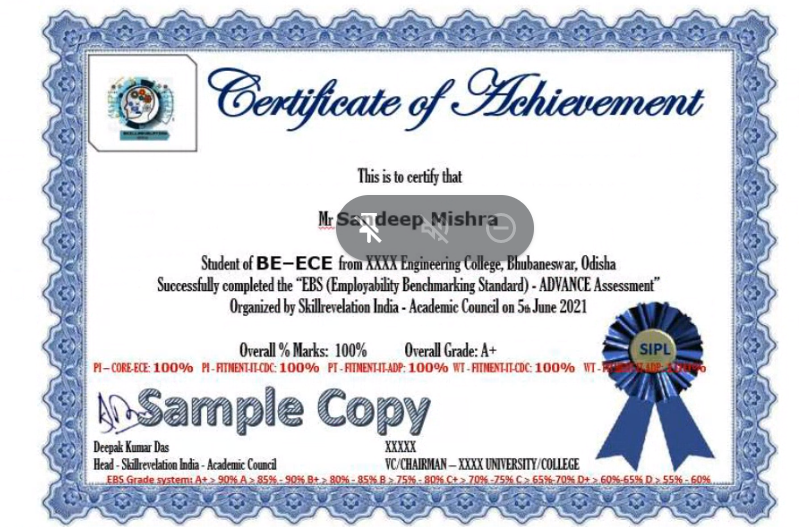 Certificate of Achievement
This is to certify that
Mr Sandeep Mishra
Student of BE-ECE from XXXX Engineering College, Bhubaneswar, Odisha
Successfully completed the “EBS (Employability Benchmarking Standard) - ADVANCE Assessment”
Organized by Skillrevelation India - Academic Council on 5th June 2021
Overall % Marks: 100% Overall Grade: A+
SIPL
PI – CORE-ECE: 100% PI - FITMENT-IT-CDC: 100% PT - FITMENT-IT-ADP: 100% WT - FITMENT-IT-CDC: 100% WT -
Sample Copy
Deepak Kumar Das XXXXX
Head - Skillrevelation India - Academic Council VC/CHAIRMAN – XXXX UNIVERSITY/COLLEGE
EBS Grade system: A+ > 90% A > 85% - 90% B+ > 80% - 85% B > 75% - 80% C+ > 70% -75% C > 65%-70% D+ > 60%-65% D > 55% - 60%